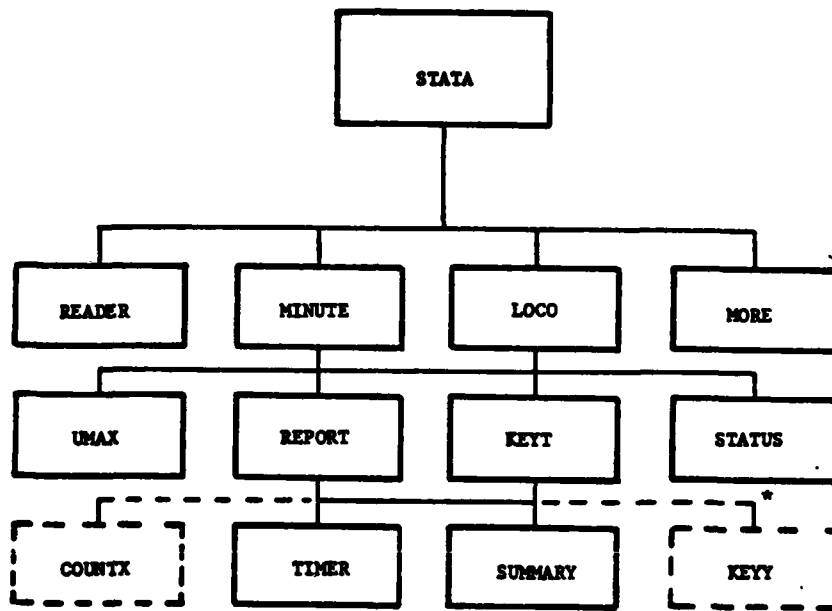 STATA
READER MINUTE LOCO MORE
UMAX REPORT KEYT STATUS
*
COUNTX TIMER SUMMARY KEYY